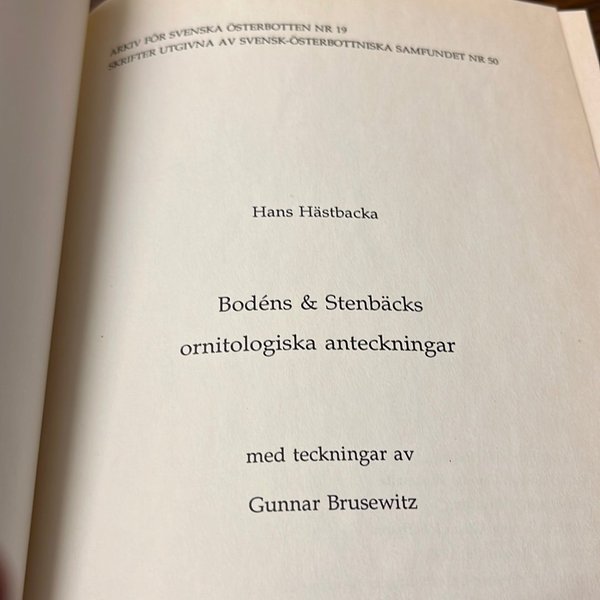 ARKIV FÖR SVENSKA ÖSTERBOTTEN NR 19
SKRIFTER UTGIVNA AV SVENSK-ÖSTERBOTTNISKA SAMFUNDET NR 50
Hans Hästbacka
Bodéns & Stenbäcks
ornitologiska anteckningar
med teckningar av
Gunnar Brusewitz